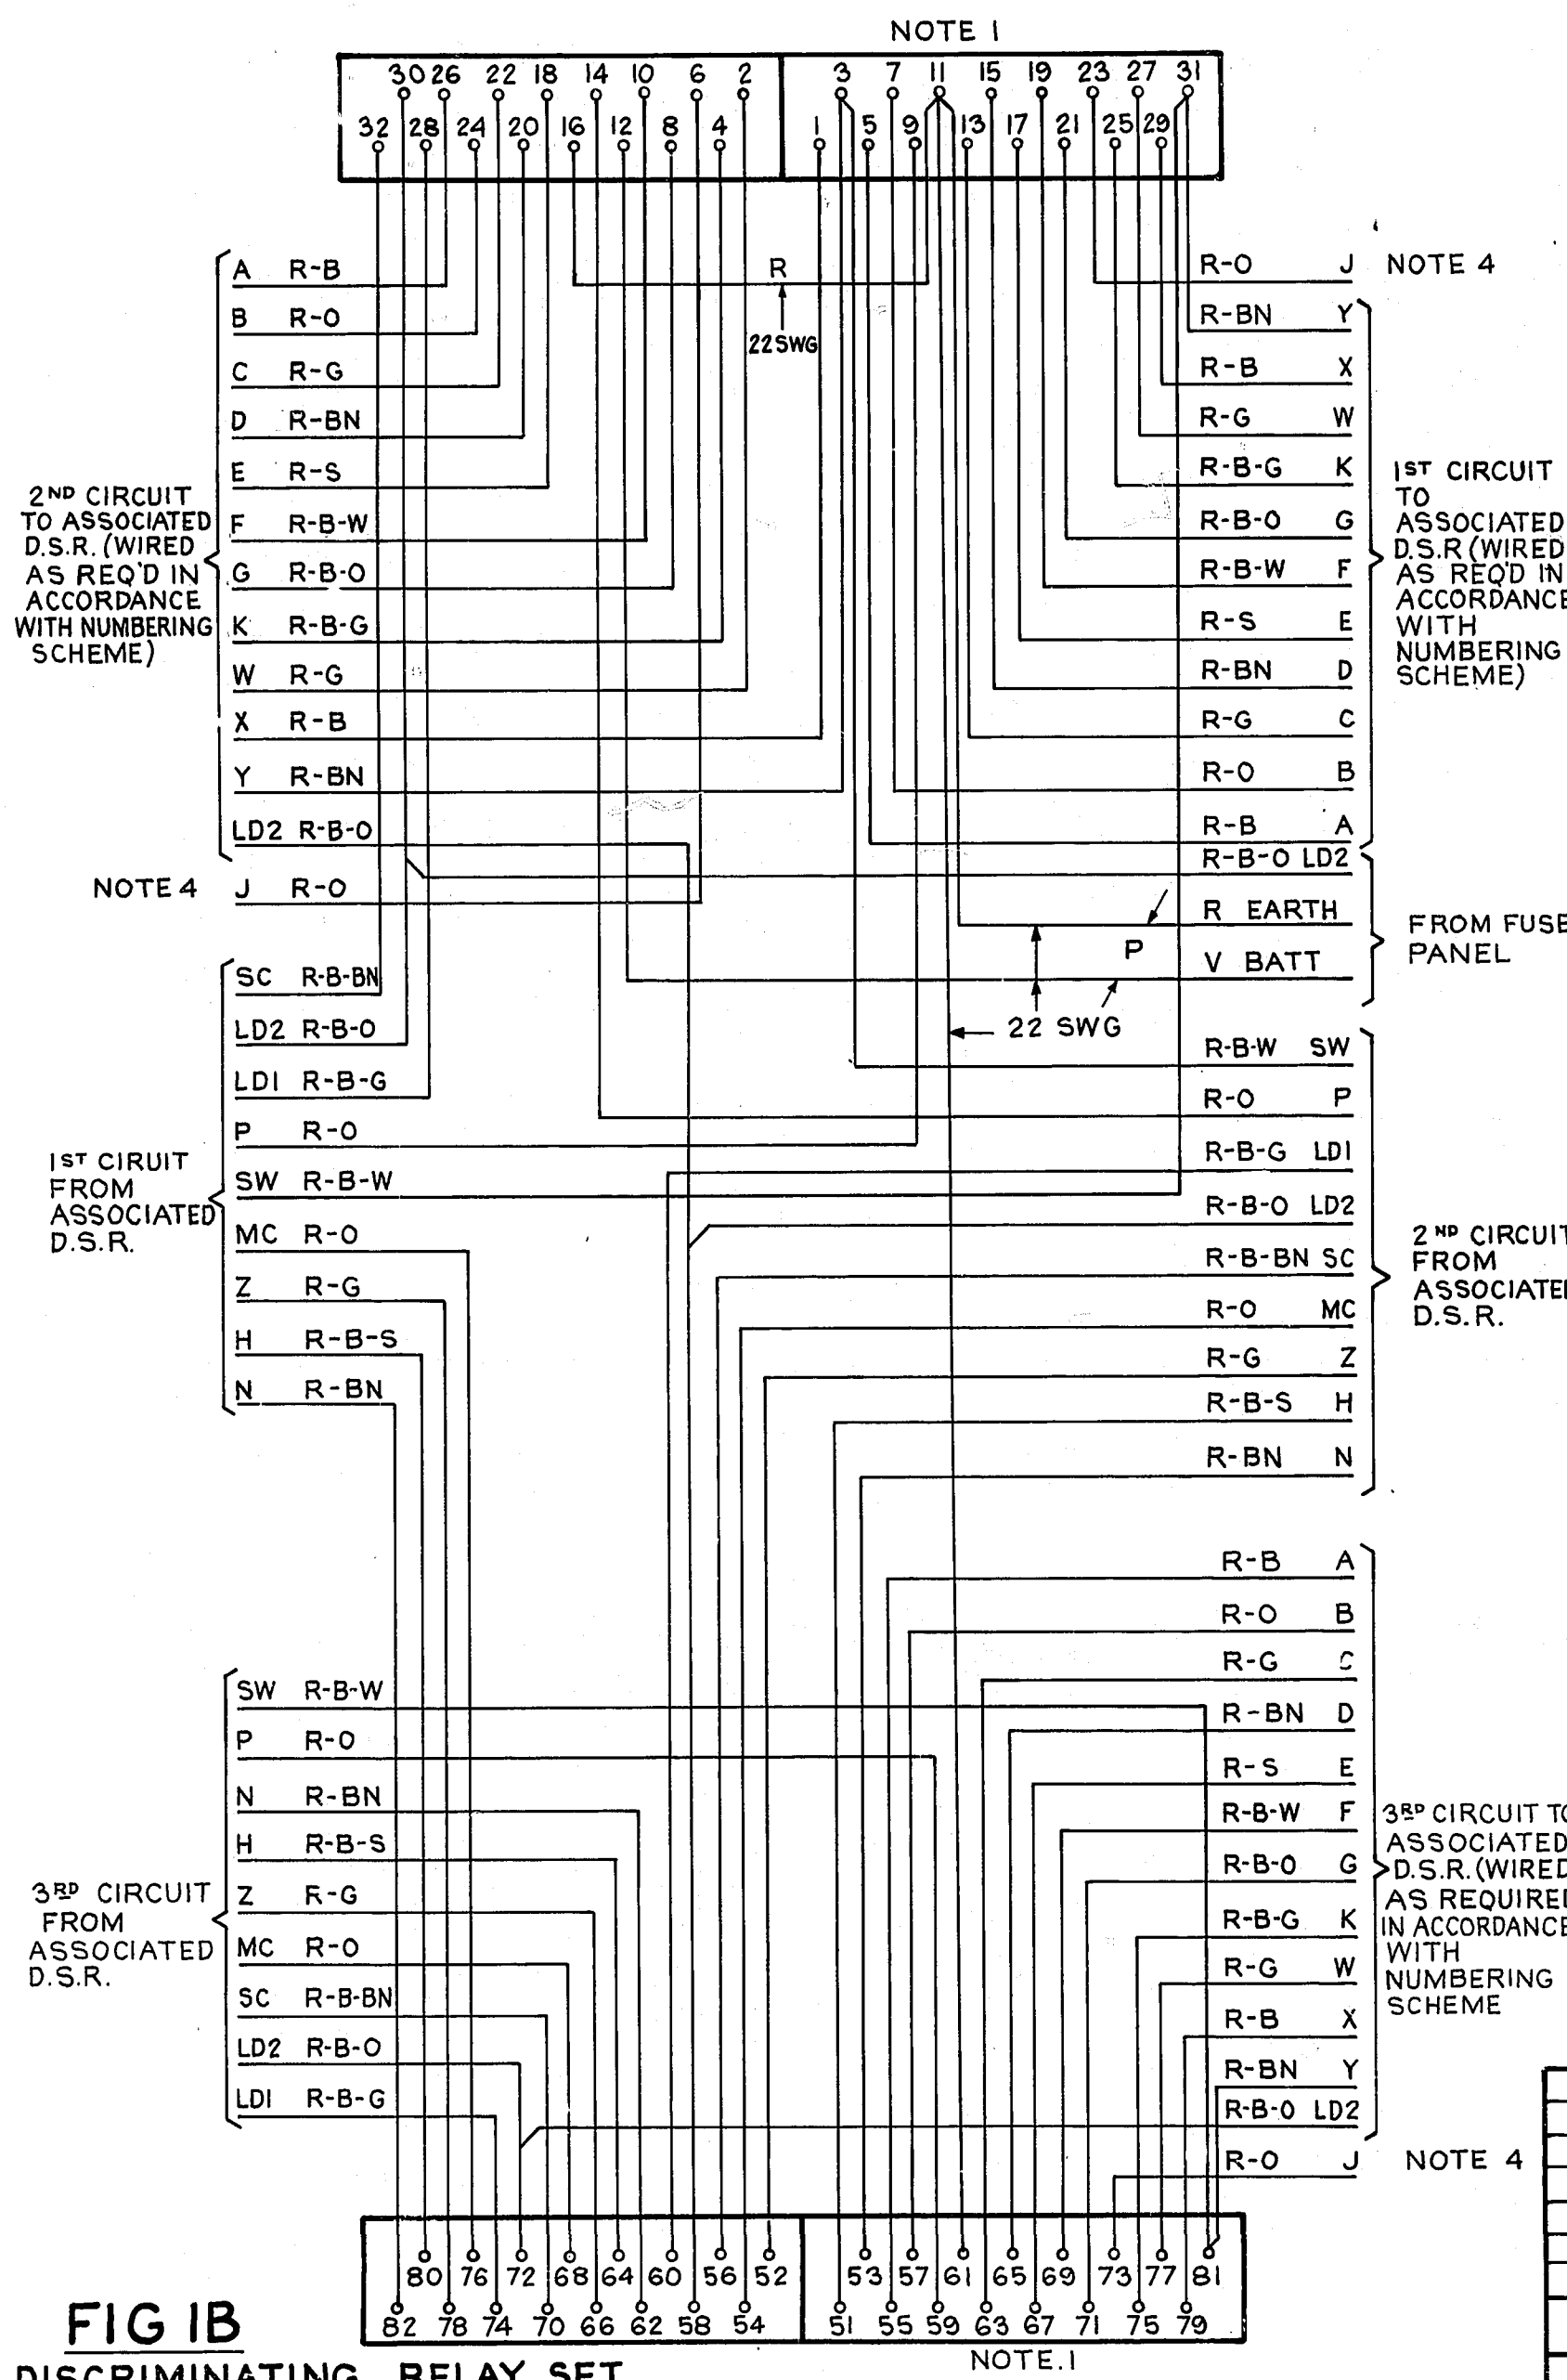 NOTE 1
30 26 22 18 14 10 6 2 3 7 11 15 19 23 27 31
32 28 24 20 16 12 8 4 1 5 9 13 17 21 25 29
A R-B
B R-O
C R-G
D R-BN
E R-S
F R-B-W
G R-B-O
K R-B-G
W R-G
X R-B
Y R-BN
LD2 R-B-O
2ND CIRCUIT
TO ASSOCIATED
D.S.R. (WIRED
AS REQ'D IN
ACCORDANCE
WITH NUMBERING
SCHEME)
NOTE 4 J R-O
R
22SWG
R-O J NOTE 4
R-BN Y
R-B X
R-G W
R-B-G K
R-B-O G
R-B-W F
R-S E
R-BN D
R-G C
R-O B
R-B A
1ST CIRCUIT
TO
ASSOCIATED
D.S.R (WIRED
AS REQ'D IN
ACCORDANCE
WITH
NUMBERING
SCHEME)
R-B-O LD2
R EARTH
P
V BATT
22 SWG
FROM FUSE
PANEL
SC R-B-BN
LD2 R-B-O
LD1 R-B-G
P R-O
SW R-B-W
MC R-O
Z R-G
H R-B-S
N R-BN
1ST CIRUIT
FROM
ASSOCIATED
D.S.R.
R-B-W SW
R-O P
R-B-G LD1
R-B-O LD2
R-B-BN SC
R-O MC
R-G Z
R-B-S H
R-BN N
2ND CIRCUIT
FROM
ASSOCIATED
D.S.R.
SW R-B-W
P R-O
N R-BN
H R-B-S
Z R-G
MC R-O
SC R-B-BN
LD2 R-B-O
LD1 R-B-G
3RD CIRCUIT
FROM
ASSOCIATED
D.S.R.
R-B A
R-O B
R-G C
R-BN D
R-S E
R-B-W F
R-B-O G
R-B-G K
R-G W
R-B X
R-BN Y
R-B-O LD2
3RD CIRCUIT TO
ASSOCIATED
D.S.R. (WIRED
AS REQUIRED
IN ACCORDANCE
WITH
NUMBERING
SCHEME
R-O J NOTE 4
80 76 72 68 64 60 56 52 53 57 61 65 69 73 77 81
82 78 74 70 66 62 58 54 51 55 59 63 67 71 75 79
NOTE.1
FIG 1B
DISCRIMINATING RELAY SET